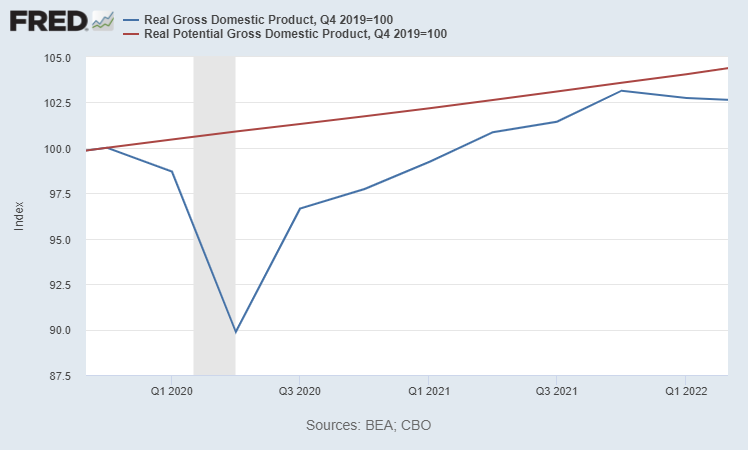 FRED
Real Gross Domestic Product, Q4 2019=100
Real Potential Gross Domestic Product, Q4 2019=100
105.0
102.5
100.0
97.5
95.0
92.5
90.0
87.5
Index
Q1 2020
Q3 2020
Q1 2021
Q3 2021
Q1 2022
Sources: BEA; CBO